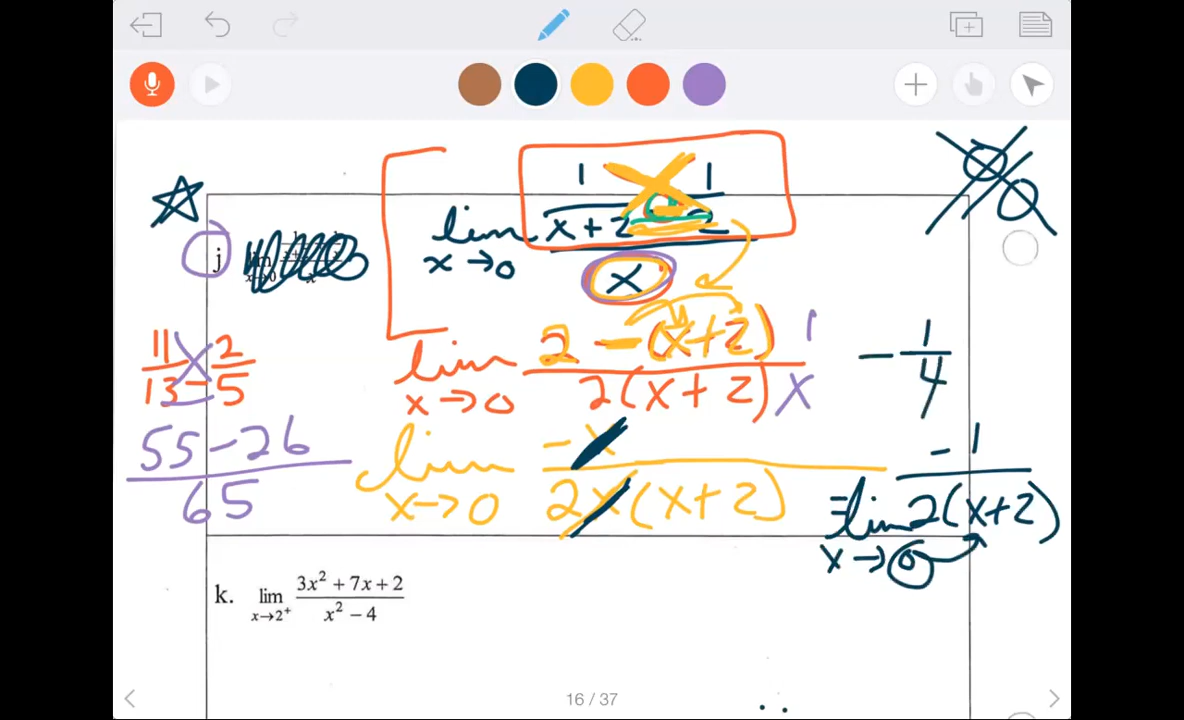 1 - 1
lim x + 2 2
x → 0 x
j
lim 2 - (x + 2) 1
x → 0 2(x + 2) x
11 - 2
13 5
- 1
4
55 - 26
65
lim - x
x → 0 2x(x + 2)
- 1
= lim 2(x + 2)
x → 0
k. lim 3x² + 7x + 2
x→2⁺ x² − 4
16 / 37